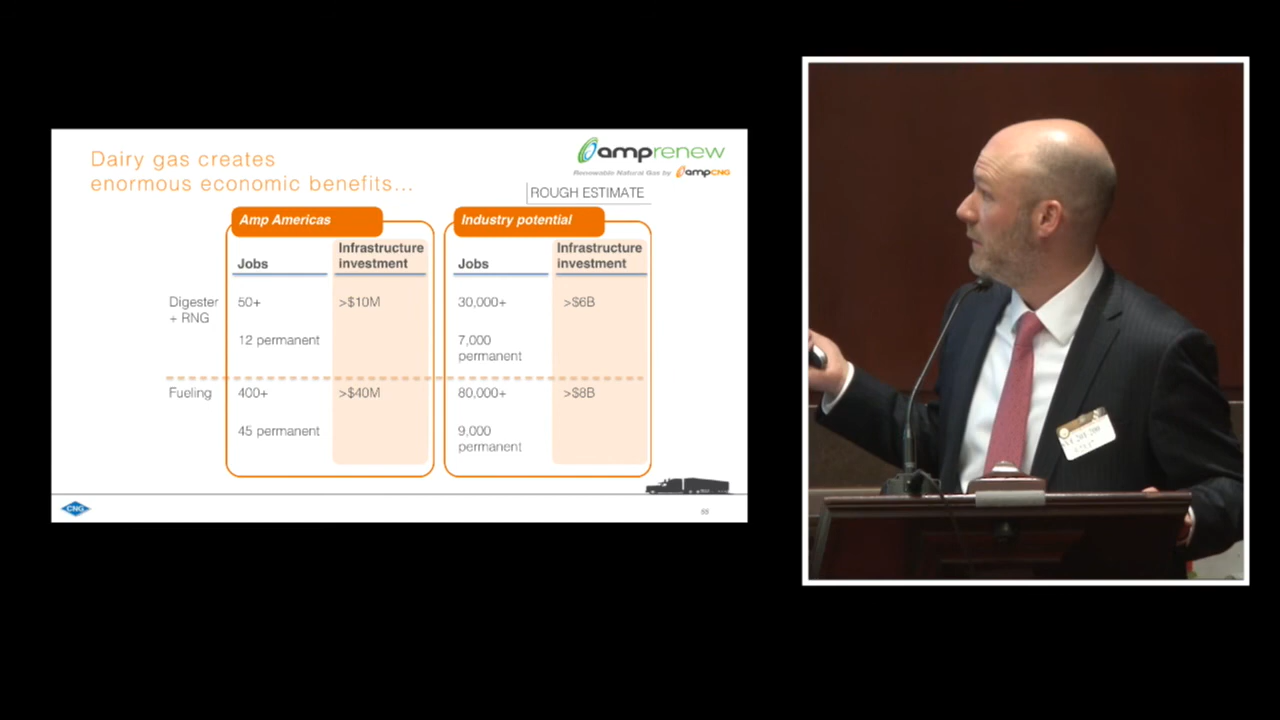 Dairy gas creates
enormous economic benefits...
amprenew
Renewable Natural Gas by ampCNG
ROUGH ESTIMATE
Amp Americas
Industry potential
Jobs
Infrastructure
investment
Jobs
Infrastructure
investment
Digester
+ RNG
50+
>$10M
30,000+
>$6B
12 permanent
7,000
permanent
Fueling
400+
>$40M
80,000+
>$8B
45 permanent
9,000
permanent
CNG